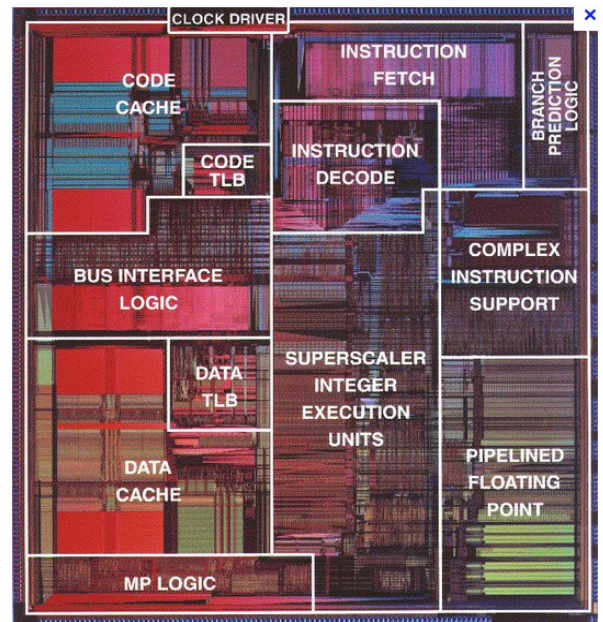 CLOCK DRIVER
CODE
CACHE
INSTRUCTION
FETCH
BRANCH
PREDICTION
LOGIC
CODE
TLB
INSTRUCTION
DECODE
BUS INTERFACE
LOGIC
COMPLEX
INSTRUCTION
SUPPORT
DATA
TLB
SUPERSCALER
INTEGER
EXECUTION
UNITS
DATA
CACHE
PIPELINED
FLOATING
POINT
MP LOGIC